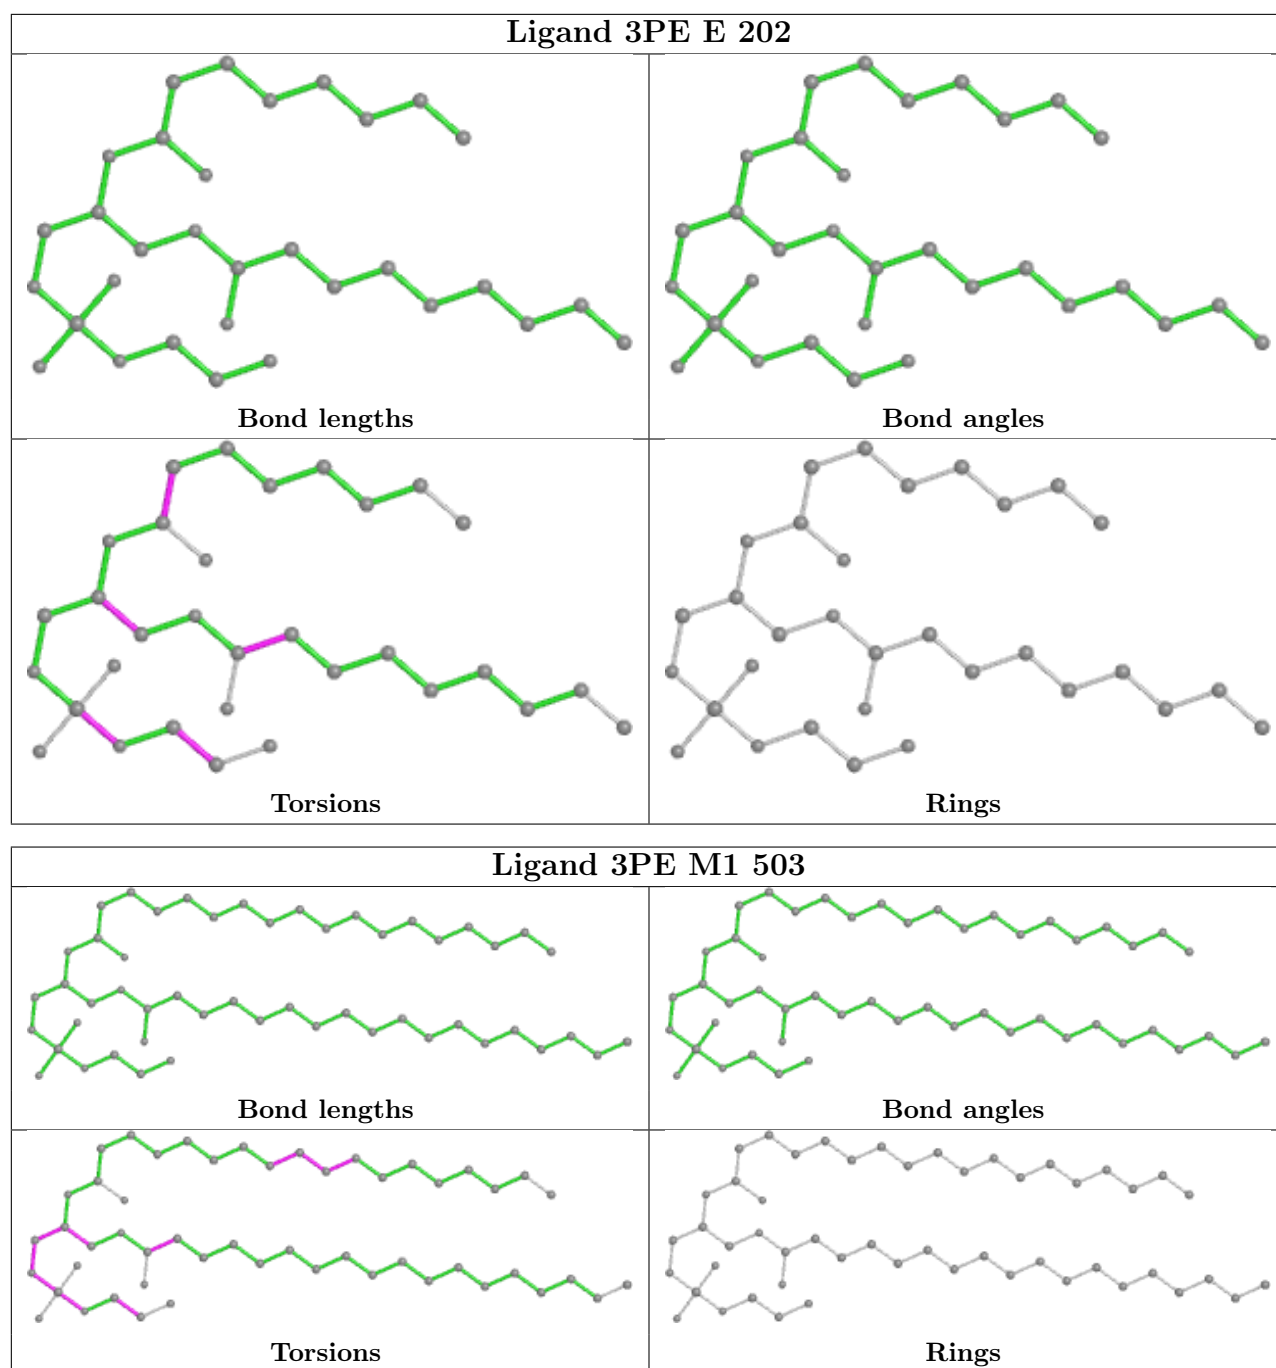 Ligand 3PE E 202
Bond lengths
Bond angles
Torsions
Rings
Ligand 3PE M1 503
Bond lengths
Bond angles
Torsions
Rings